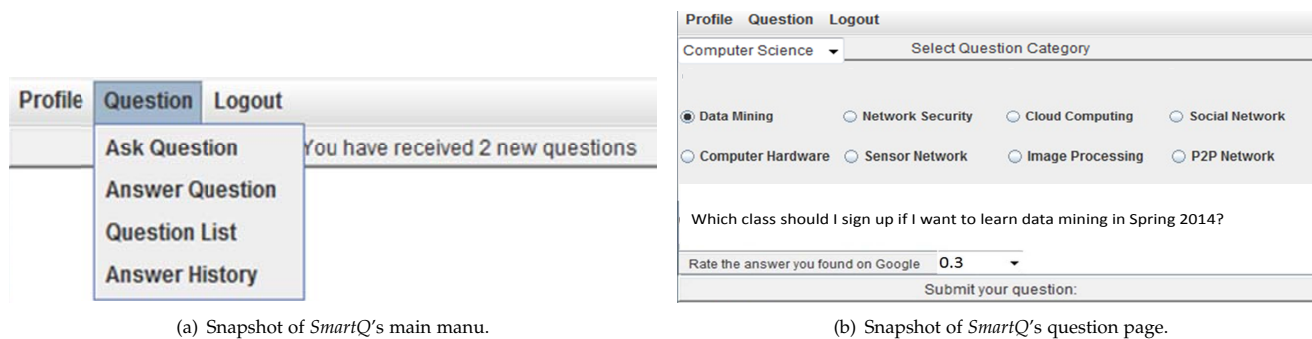 Profile Question Logout
Ask Question
You have received 2 new questions
Answer Question
Question List
Answer History
(a) Snapshot of SmartQ's main manu.
Profile Question Logout
Computer Science
Select Question Category
Data Mining Network Security Cloud Computing Social Network
Computer Hardware Sensor Network Image Processing P2P Network
Which class should I sign up if I want to learn data mining in Spring 2014?
Rate the answer you found on Google 0.3
Submit your question:
(b) Snapshot of SmartQ's question page.